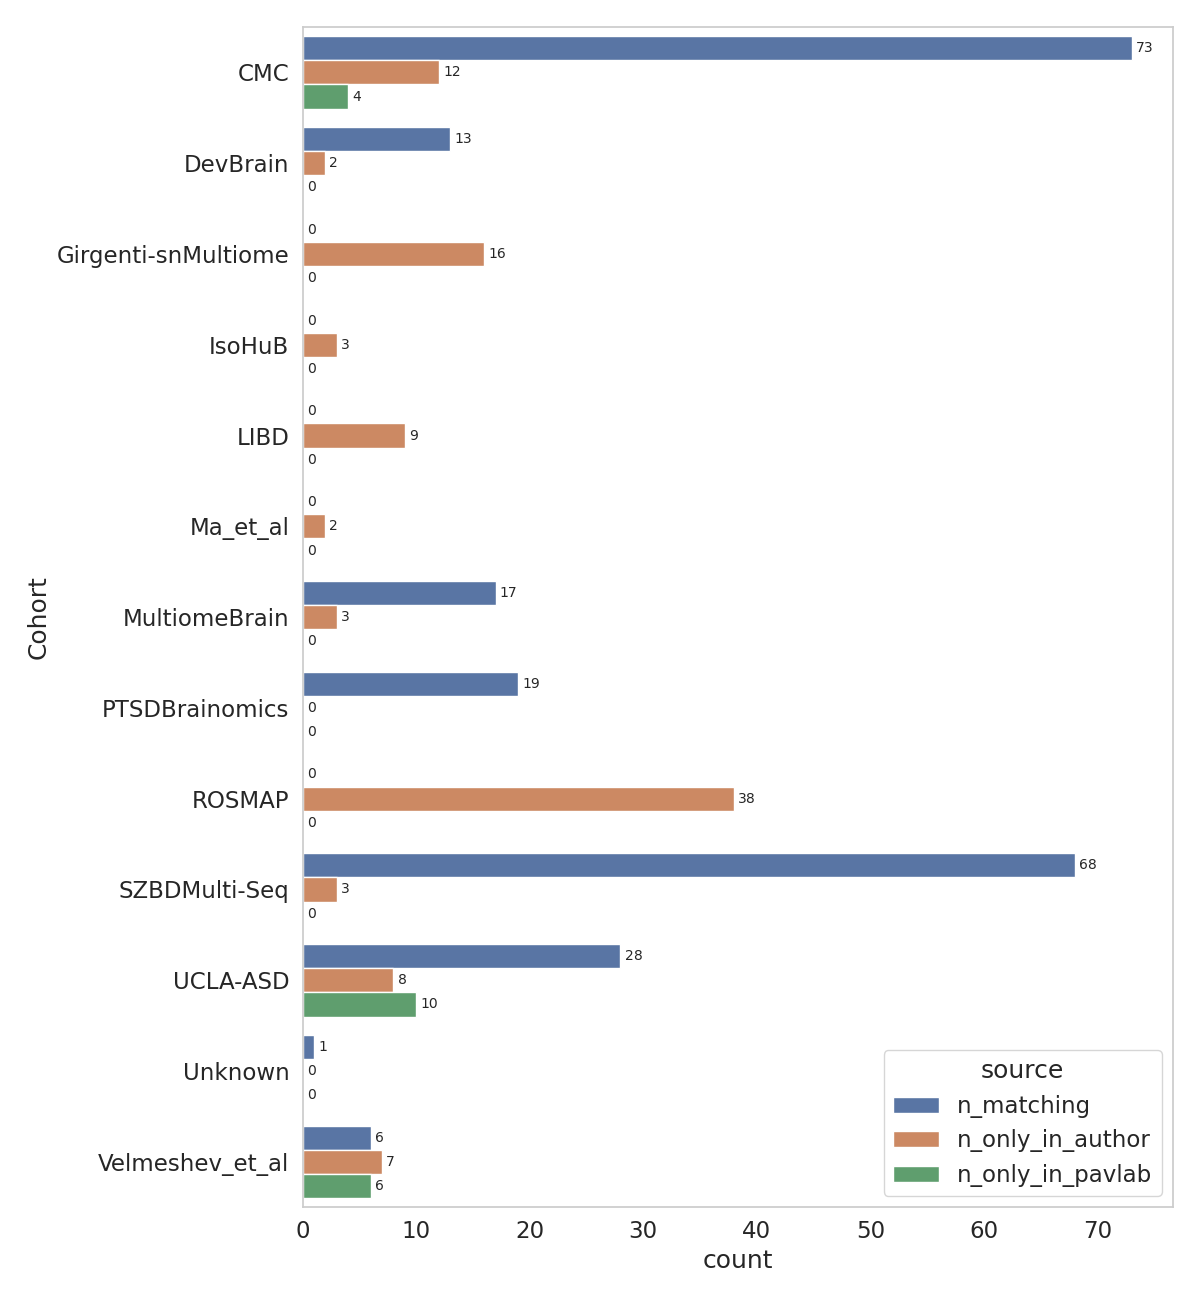 CMC
73
12
4
DevBrain
13
2
0
Girgenti-snMultiome
0
16
0
IsoHuB
0
3
0
LIBD
0
9
0
Ma_et_al
0
2
0
MultiomeBrain
17
3
0
PTSDBrainomics
19
0
0
ROSMAP
0
38
0
SZBDMulti-Seq
68
3
0
UCLA-ASD
28
8
10
Unknown
1
0
0
Velmeshev_et_al
6
7
6
Cohort
source
n_matching
n_only_in_author
n_only_in_pavlab
0 10 20 30 40 50 60 70
count